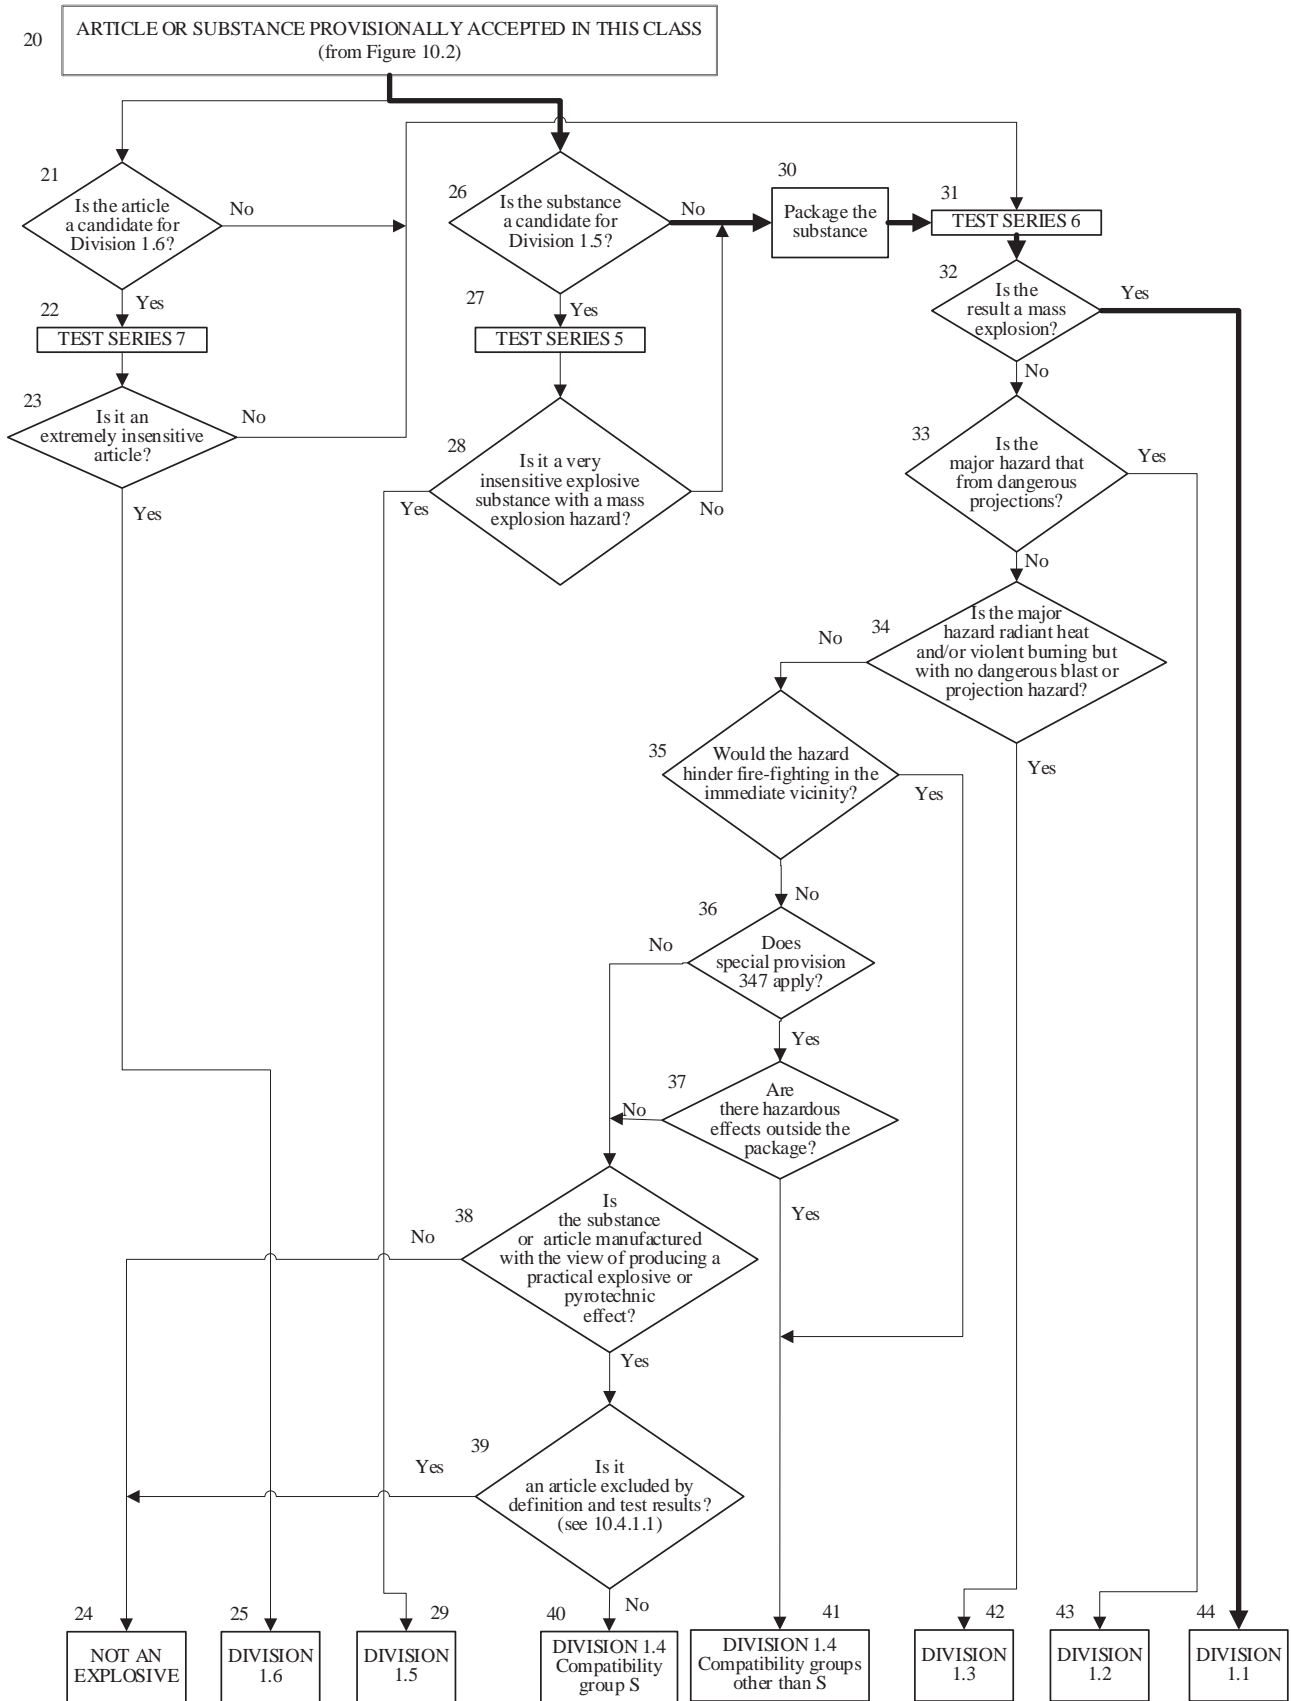 20
ARTICLE OR SUBSTANCE PROVISIONALLY ACCEPTED IN THIS CLASS
(from Figure 10.2)
21
Is the article
a candidate for
Division 1.6?
No
Yes
22
TEST SERIES 7
23
Is it an
extremely insensitive
article?
No
Yes
26
Is the substance
a candidate for
Division 1.5?
No
Yes
27
TEST SERIES 5
28
Is it a very
insensitive explosive
substance with a mass
explosion hazard?
Yes
No
30
Package the
substance
31
TEST SERIES 6
32
Is the
result a mass
explosion?
Yes
No
33
Is the
major hazard that
from dangerous
projections?
Yes
No
34
Is the major
hazard radiant heat
and/or violent burning but
with no dangerous blast or
projection hazard?
No
Yes
35
Would the hazard
hinder fire-fighting in the
immediate vicinity?
Yes
No
36
Does
special provision
347 apply?
No
Yes
37
Are
there hazardous
effects outside the
package?
No
Yes
38
Is
the substance
or article manufactured
with the view of producing a
practical explosive or
pyrotechnic
effect?
No
Yes
39
Is it
an article excluded by
definition and test results?
(see 10.4.1.1)
Yes
No
24
NOT AN
EXPLOSIVE
25
DIVISION
1.6
29
DIVISION
1.5
40
DIVISION 1.4
Compatibility
group S
41
DIVISION 1.4
Compatibility groups
other than S
42
DIVISION
1.3
43
DIVISION
1.2
44
DIVISION
1.1